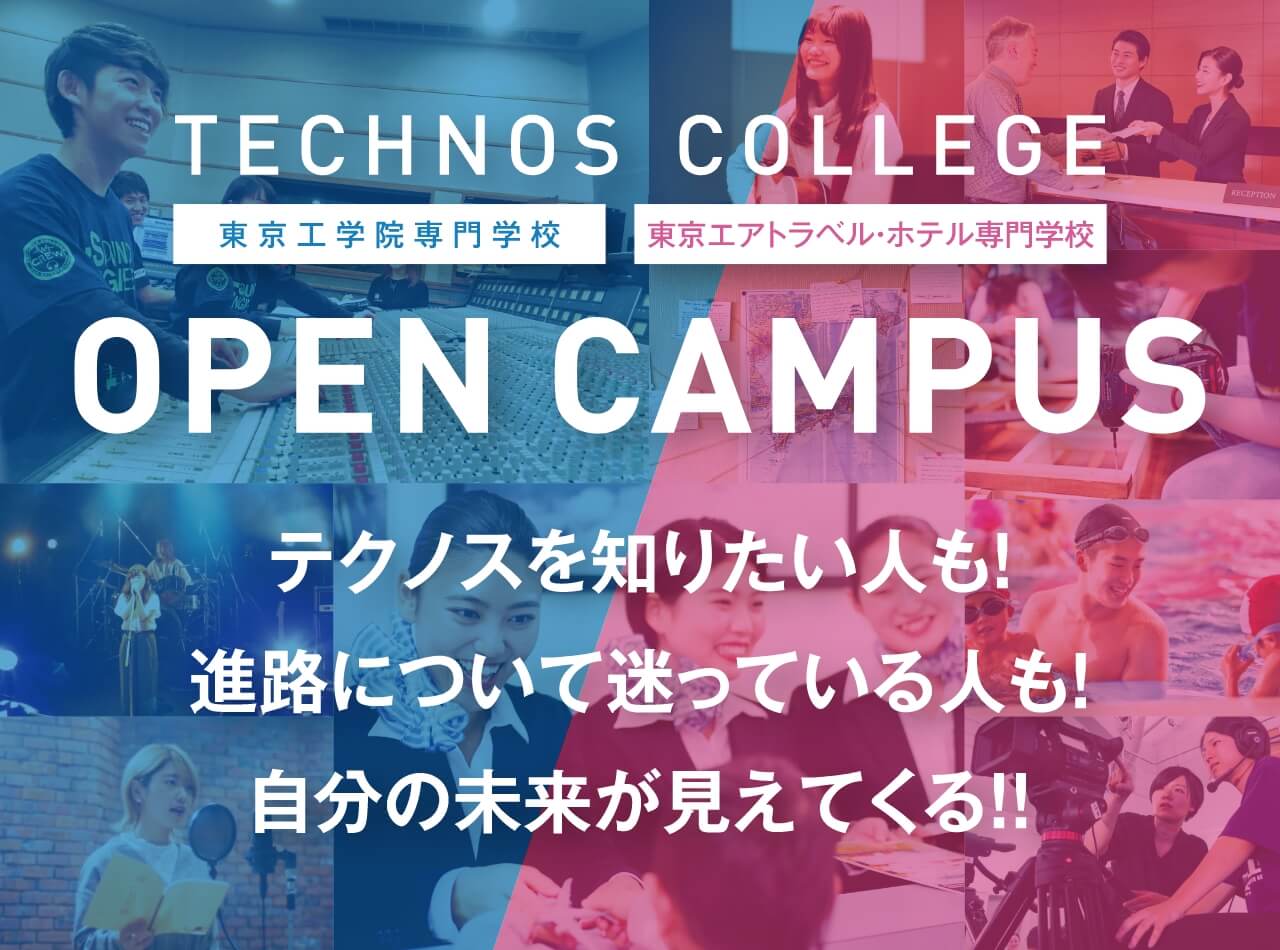 TECHNOS COLLEGE
東京工学院専門学校
東京エアトラベル・ホテル専門学校
OPEN CAMPUS
テクノスを知りたい人も!
進路について迷っている人も!
自分の未来が見えてくる!!
RECEPTION